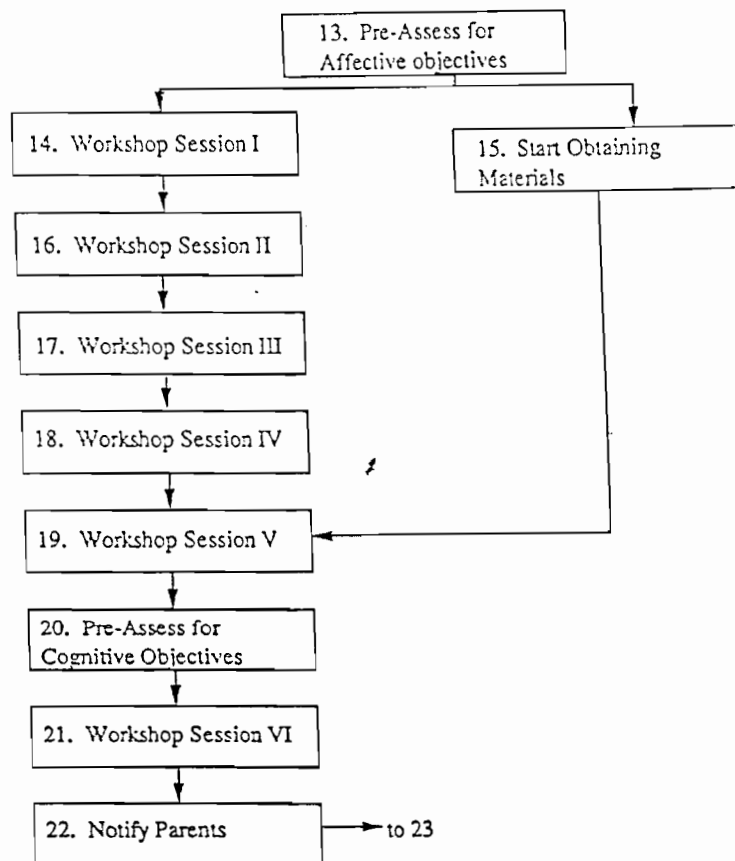 13. Pre-Assess for
Affective objectives
14. Workshop Session I
15. Start Obtaining
Materials
16. Workshop Session II
17. Workshop Session III
18. Workshop Session IV
19. Workshop Session V
20. Pre-Assess for
Cognitive Objectives
21. Workshop Session VI
22. Notify Parents
to 23